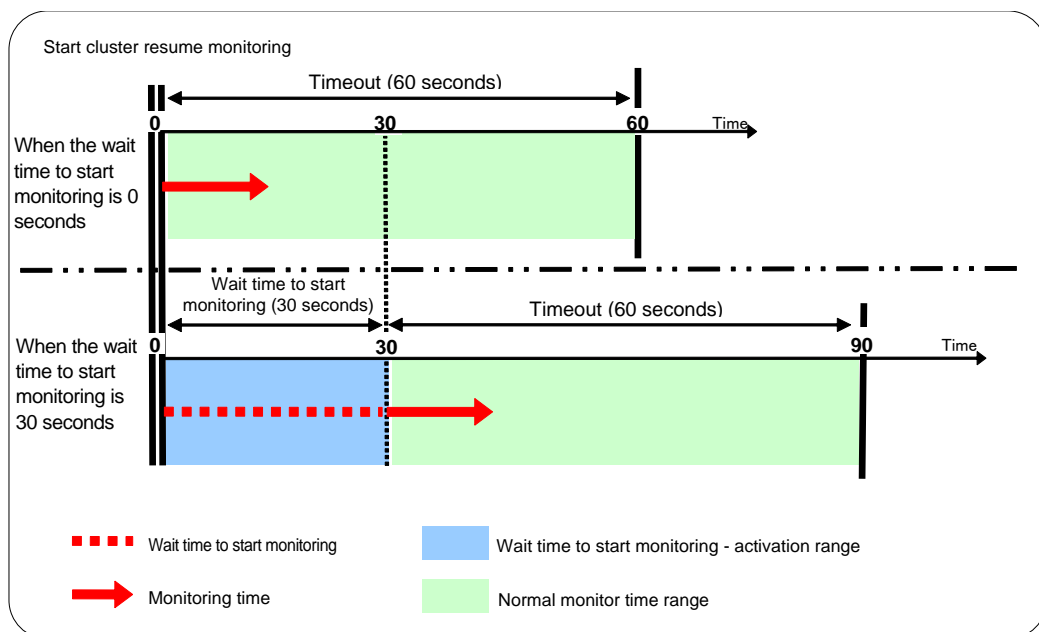 Start cluster resume monitoring
Timeout (60 seconds)
0
30
60
Time
When the wait
time to start
monitoring is 0
seconds
Wait time to start
monitoring (30 seconds)
Timeout (60 seconds)
0
30
90
Time
When the wait
time to start
monitoring is
30 seconds
Wait time to start monitoring
Wait time to start monitoring - activation range
Monitoring time
Normal monitor time range